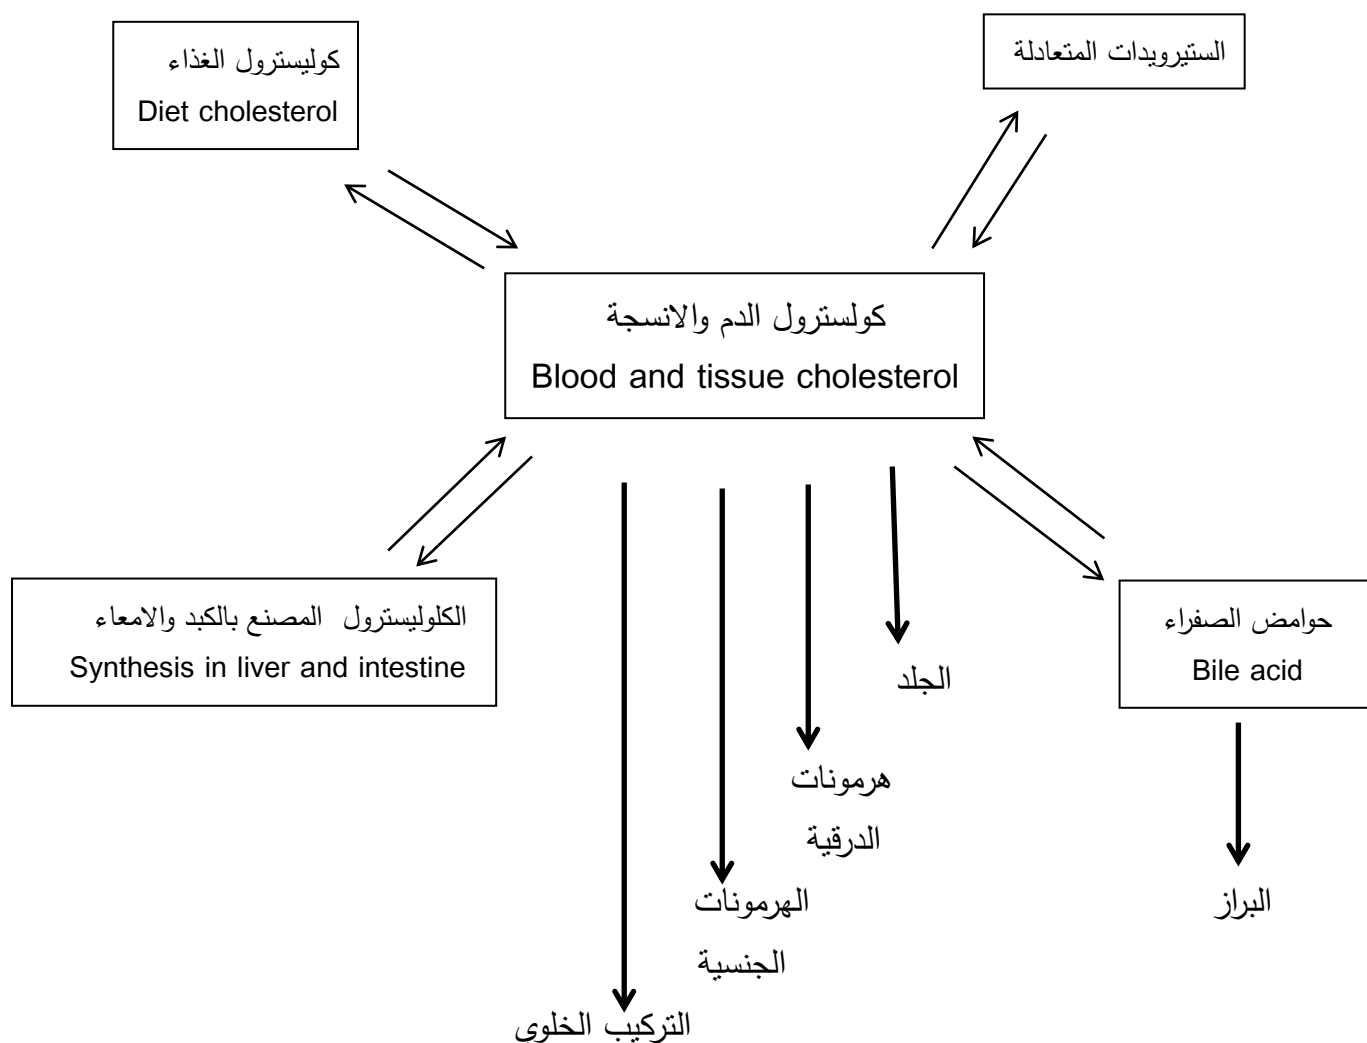 كوليسترول الغذاء
Diet cholesterol
الستيرويدات المتعادلة
كولسترول الدم والانسجة
Blood and tissue cholesterol
الكلوليسترول المصنع بالكبد والامعاء
Synthesis in liver and intestine
حوامض الصفراء
Bile acid
الجلد
هرمونات
الدرقية
الهرمونات
الجنسية
التركيب الخلوى
البراز